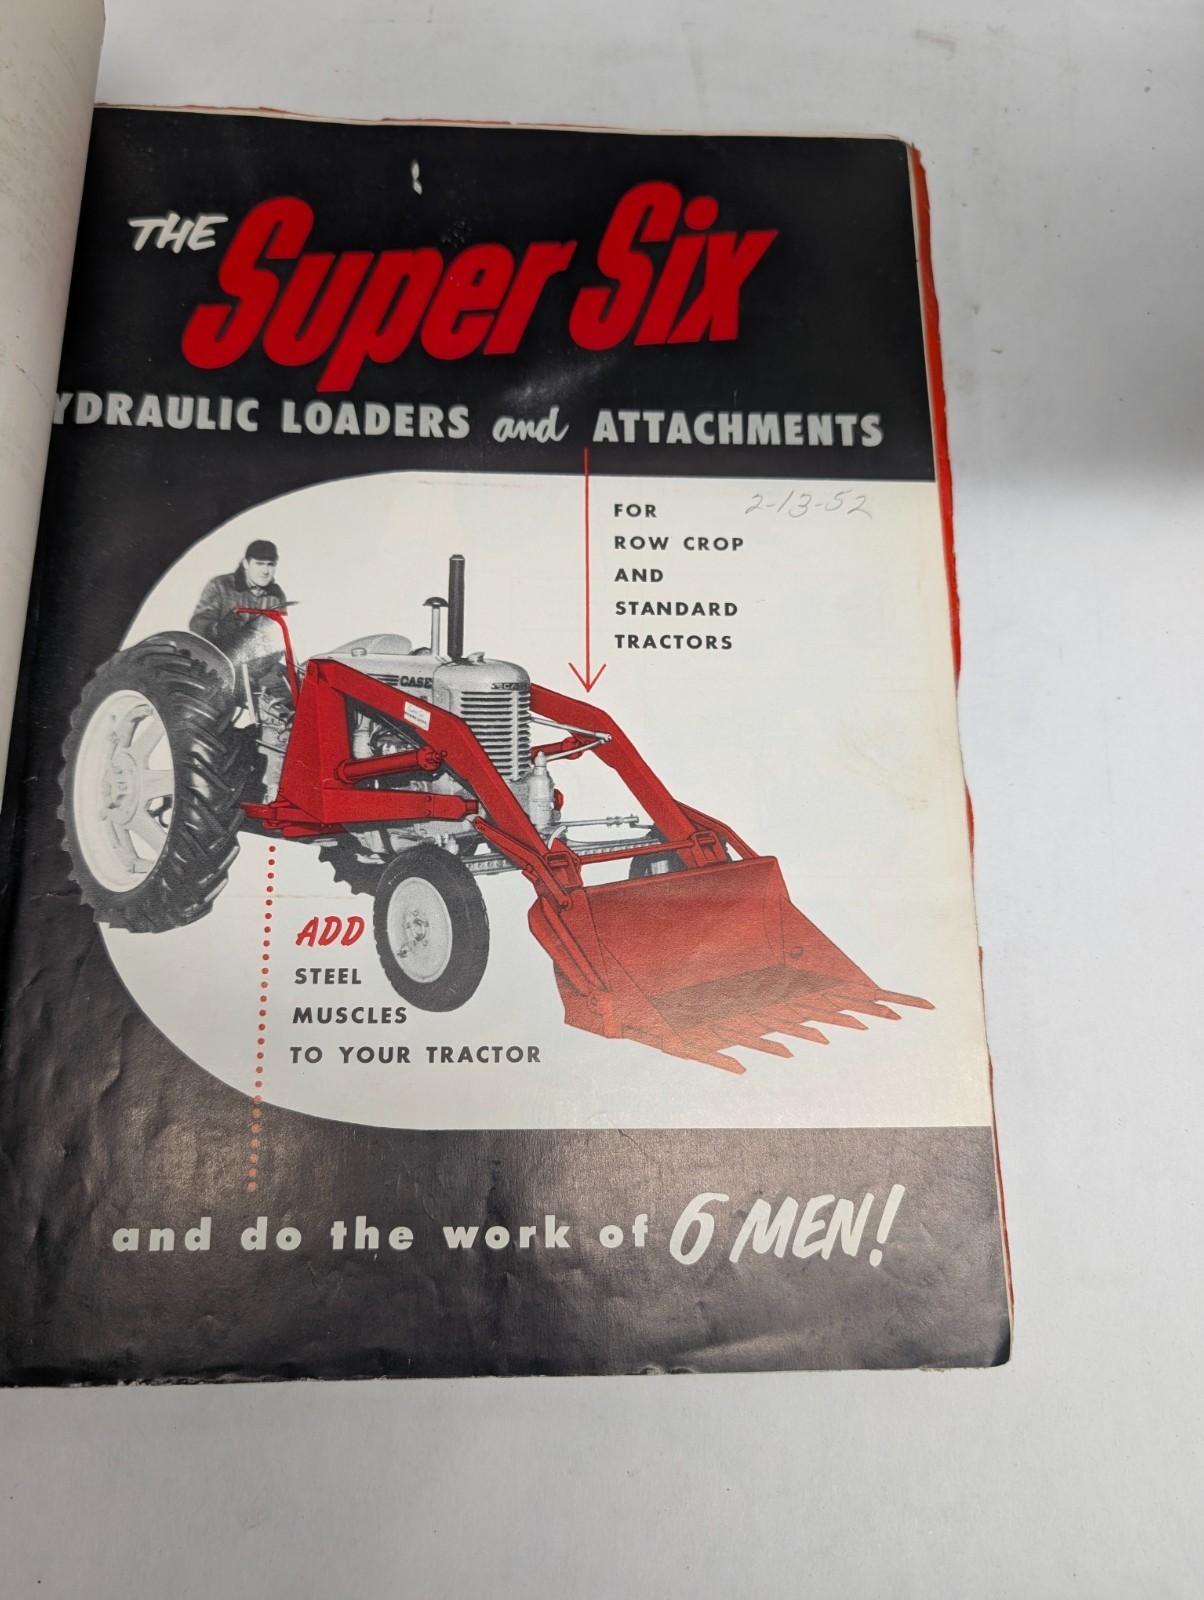 THE Super Six
YDRAULIC LOADERS and ATTACHMENTS
FOR
ROW CROP
AND
STANDARD
TRACTORS
2-13-52
CASE
CASE
ADD
STEEL
MUSCLES
TO YOUR TRACTOR
and do the work of 6 MEN!